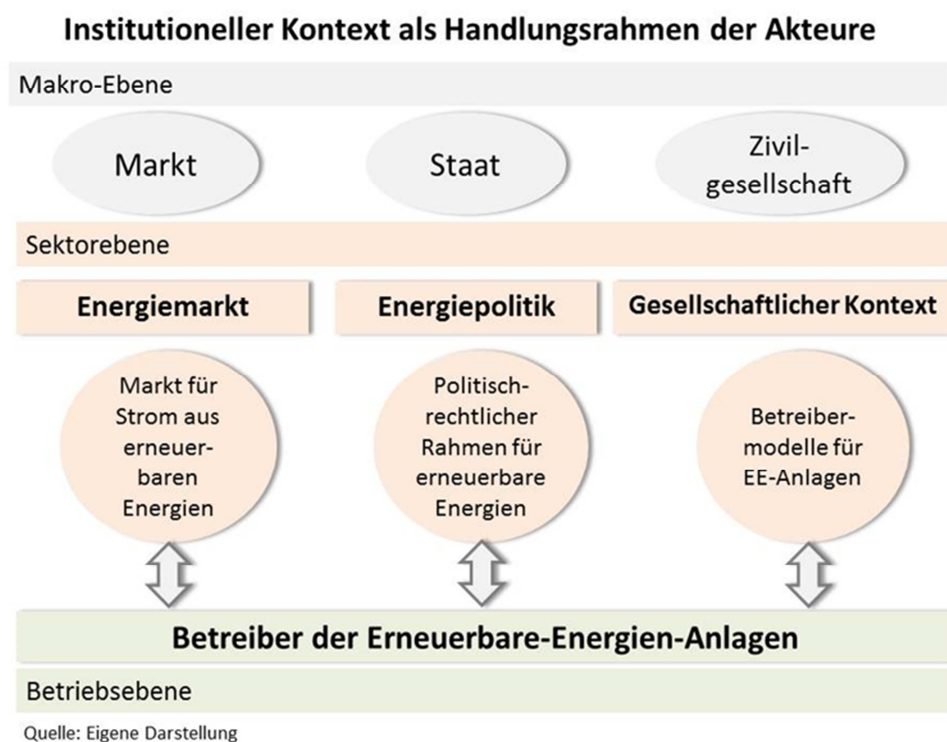 Institutioneller Kontext als Handlungsrahmen der Akteure
Makro-Ebene
Markt
Staat
Zivil-
gesellschaft
Sektorebene
Energiemarkt
Energiepolitik
Gesellschaftlicher Kontext
Markt für
Strom aus
erneuer-
baren
Energien
Politisch-
rechtlicher
Rahmen für
erneuerbare
Energien
Betreiber-
modelle für
EE-Anlagen
Betreiber der Erneuerbare-Energien-Anlagen
Betriebsebene
Quelle: Eigene Darstellung